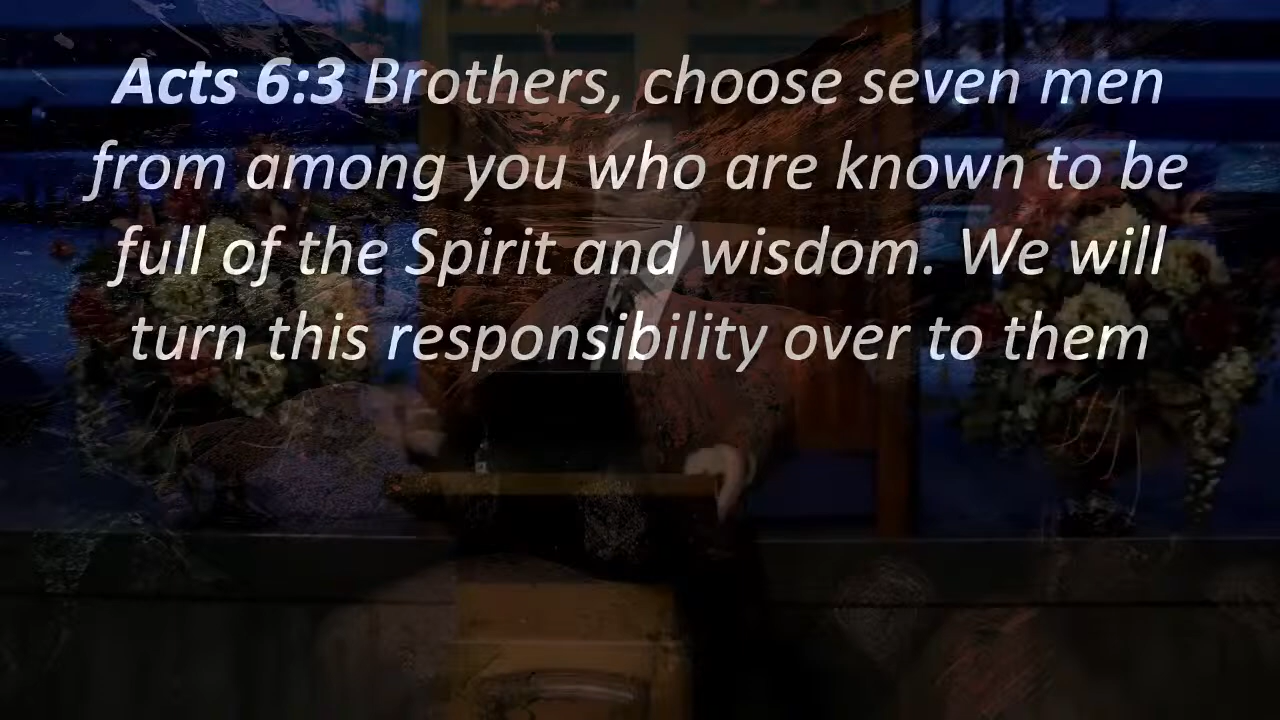 Acts 6:3 Brothers, choose seven men
from among you who are known to be
full of the Spirit and wisdom. We will
turn this responsibility over to them